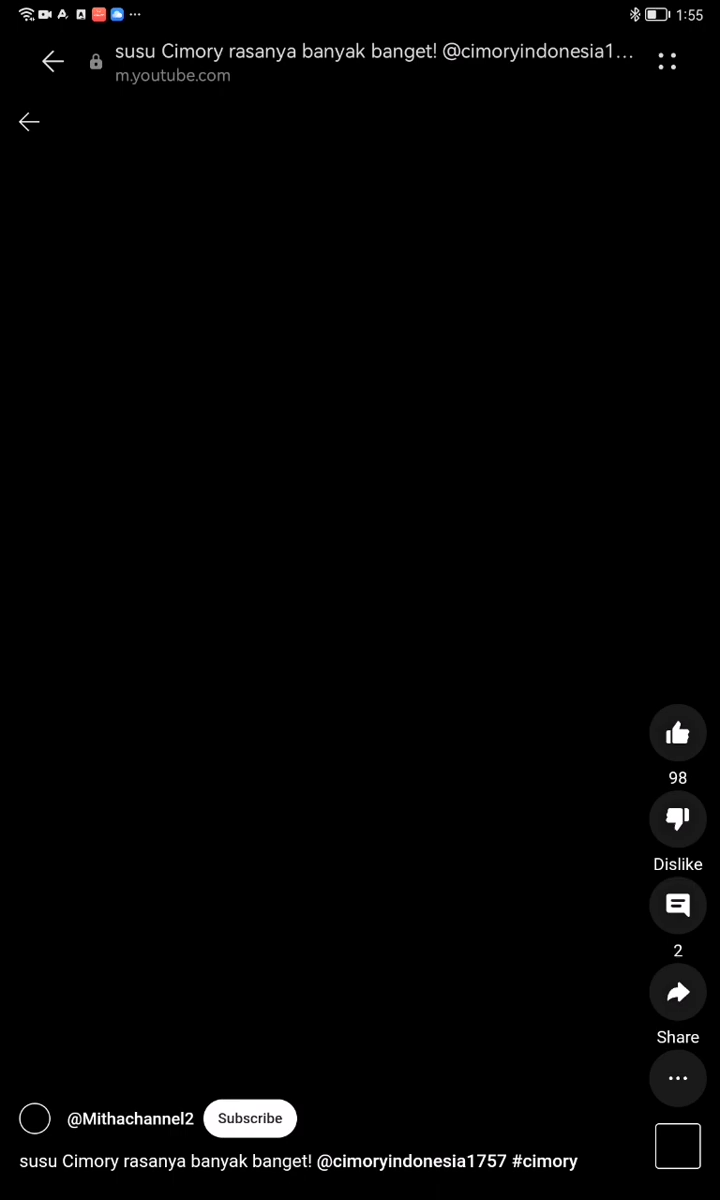 1:55
susu Cimory rasanya banyak banget! @cimoryindonesia1...
m.youtube.com
98
Dislike
2
Share
@Mithachannel2 Subscribe
susu Cimory rasanya banyak banget! @cimoryindonesia1757 #cimory